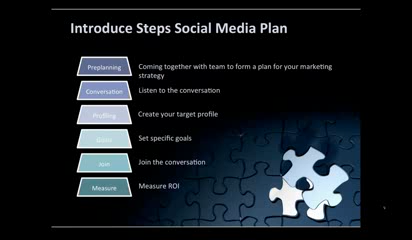 Introduce Steps Social Media Plan
Preplanning
Coming together with team to form a plan for your marketing
strategy
Conversation
Listen to the conversation
Profiling
Create your target profile
Set specific goals
Join
Join the conversation
Measure
Measure ROI